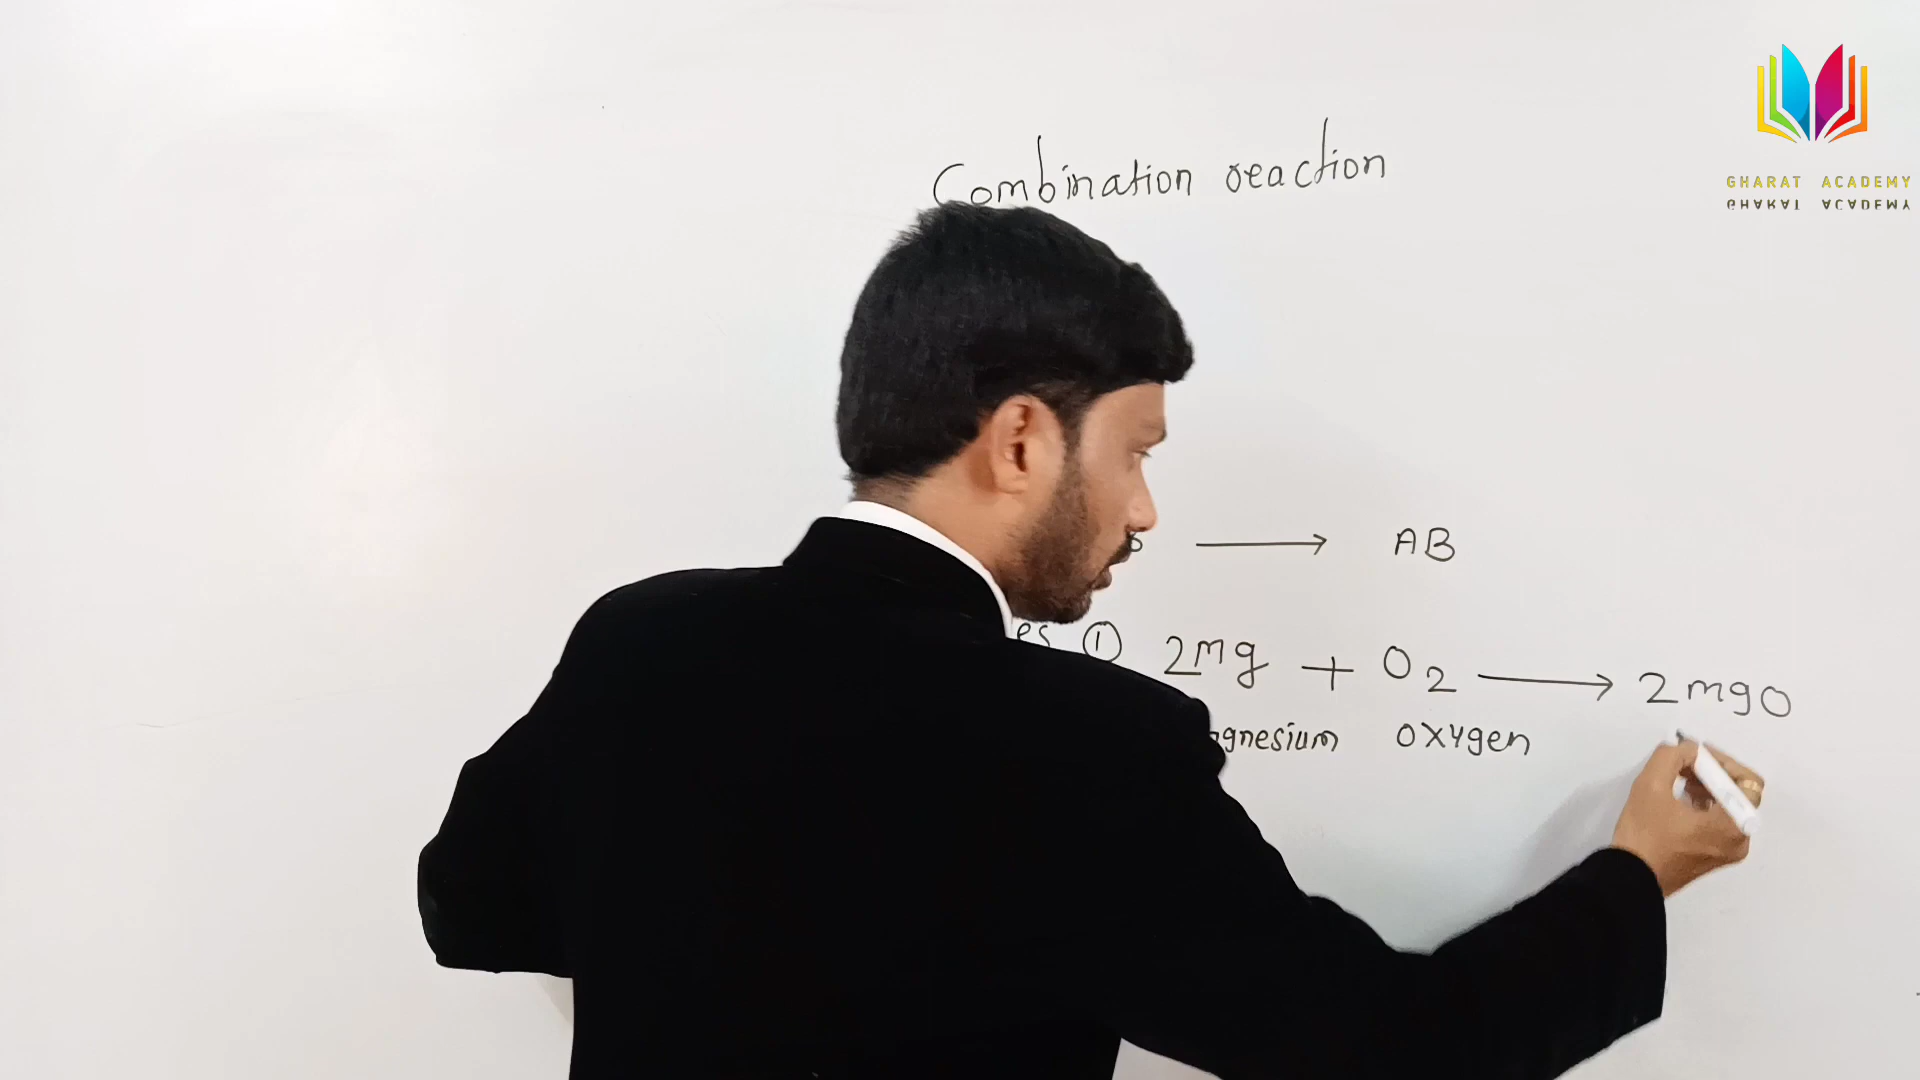 GHARAT ACADEMY
Combination reaction
→ AB
① 2mg + O2 → 2mgO
oxygen